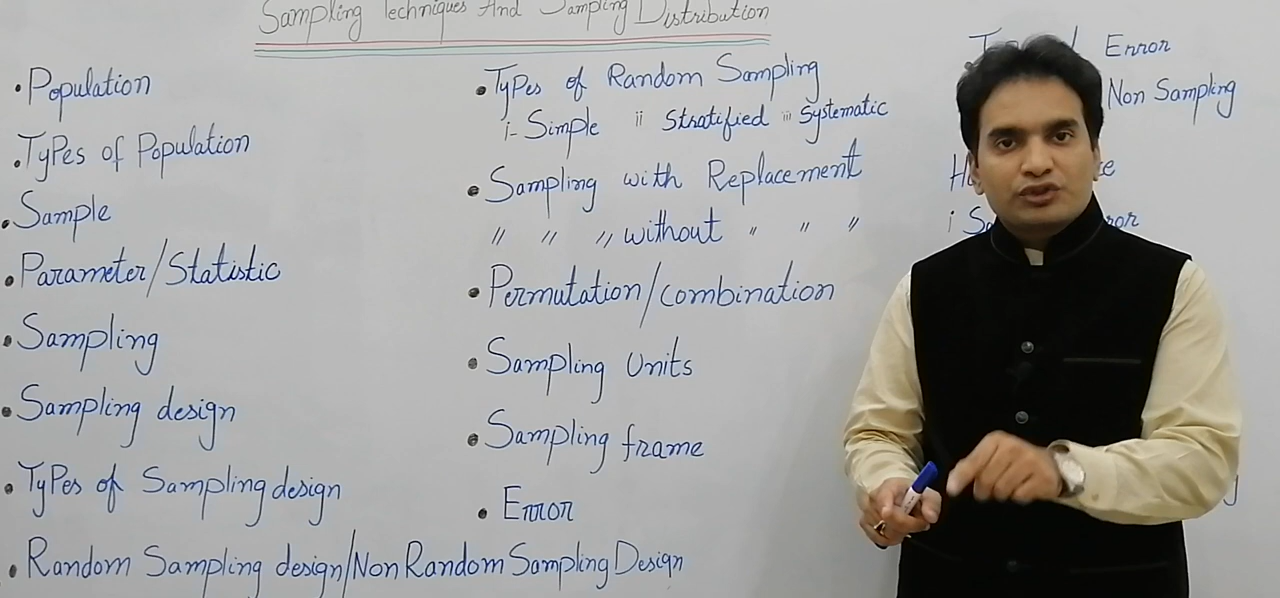 Sampling Techniques And Sampling Distribution
• Population
• Types of Population
• Sample
• Parameter/Statistic
• Sampling
• Sampling design
• Types of Sampling design
• Random Sampling design/Non Random Sampling Design
• Types of Random Sampling
i- Simple ii Stratified iii Systematic
• Sampling with Replacement
〃 〃 〃 without 〃 〃 〃
• Permutation/combination
• Sampling Units
• Sampling frame
• Error
Error
Non Sampling
i